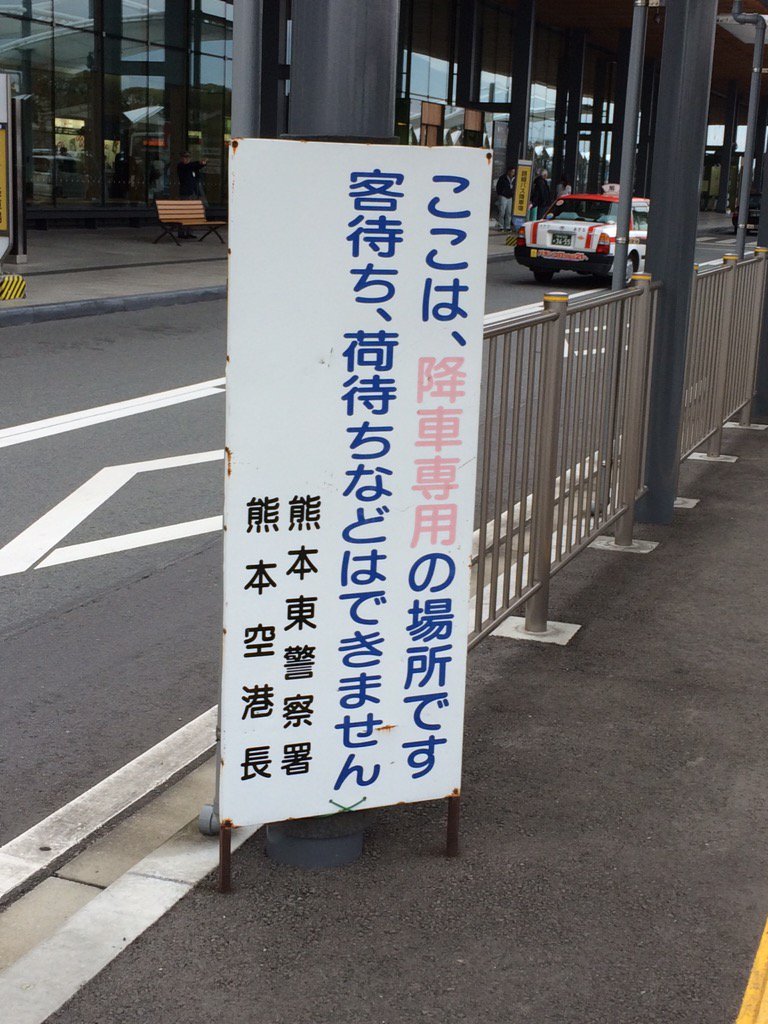 ここは、降車専用の場所です
客待ち、荷待ちなどはできません
熊本東警察署
熊本空港長